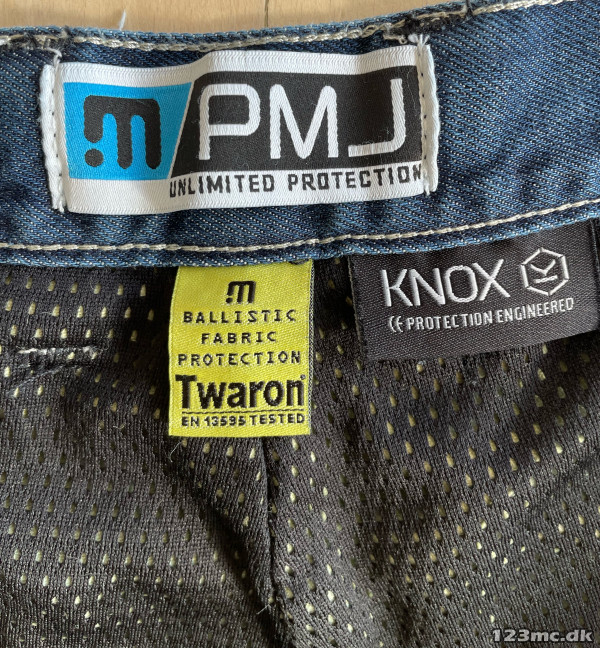 m PMJ
UNLIMITED PROTECTION
m
BALLISTIC
FABRIC
PROTECTION
Twaron®
EN 13595 TESTED
KNOX
CE PROTECTION ENGINEERED
123mc.dk